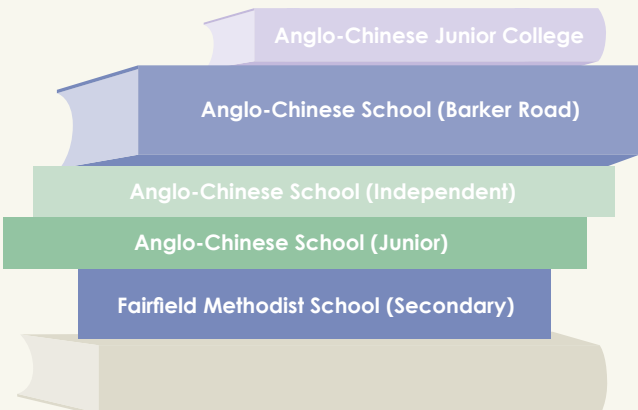 Anglo-Chinese Junior College
Anglo-Chinese School (Barker Road)
Anglo-Chinese School (Independent)
Anglo-Chinese School (Junior)
Fairfield Methodist School (Secondary)